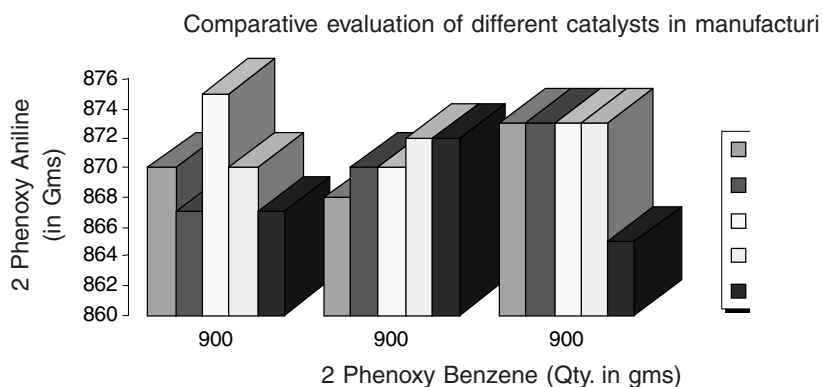 Comparative evaluation of different catalysts in manufacturi
2 Phenoxy Aniline
(in Gms)
876
874
872
870
868
866
864
862
860
900 900 900
2 Phenoxy Benzene (Qty. in gms)